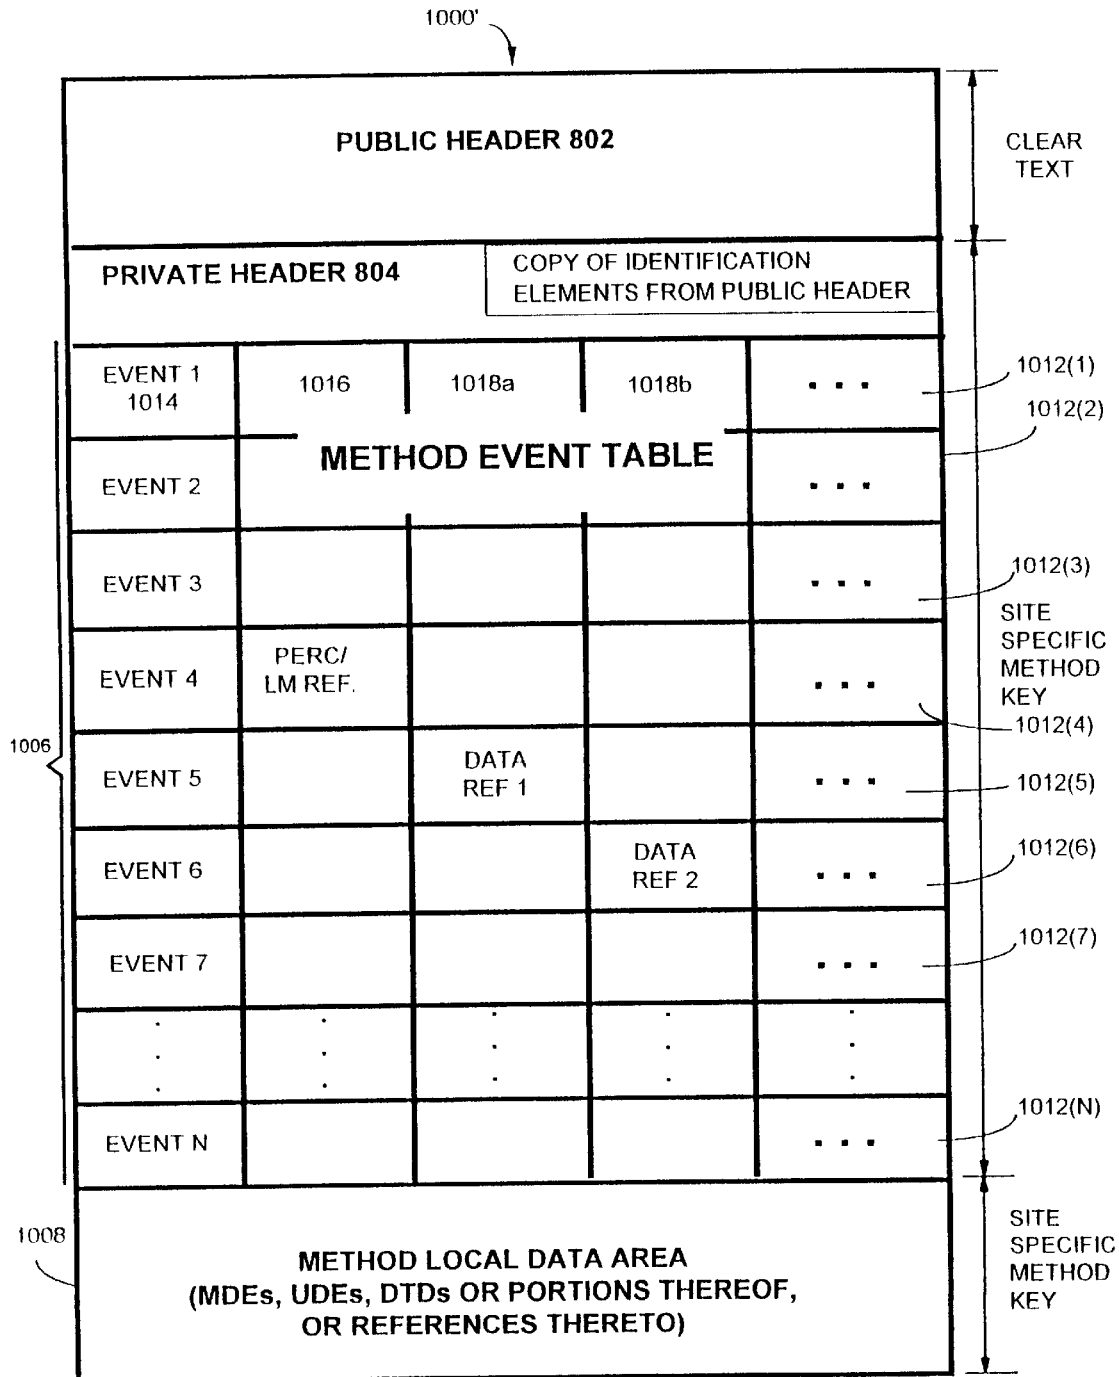 1000'
PUBLIC HEADER 802
CLEAR
TEXT
PRIVATE HEADER 804
COPY OF IDENTIFICATION
ELEMENTS FROM PUBLIC HEADER
EVENT 1
1014
1016
1018a
1018b
. . .
1012(1)
1012(2)
METHOD EVENT TABLE
EVENT 2
. . .
EVENT 3
. . .
1012(3)
SITE
SPECIFIC
METHOD
KEY
EVENT 4
PERC/
LM REF.
. . .
1012(4)
1006
EVENT 5
DATA
REF 1
. . .
1012(5)
EVENT 6
DATA
REF 2
. . .
1012(6)
EVENT 7
. . .
1012(7)
EVENT N
. . .
1012(N)
1008
METHOD LOCAL DATA AREA
(MDEs, UDEs, DTDs OR PORTIONS THEREOF,
OR REFERENCES THERETO)
SITE
SPECIFIC
METHOD
KEY